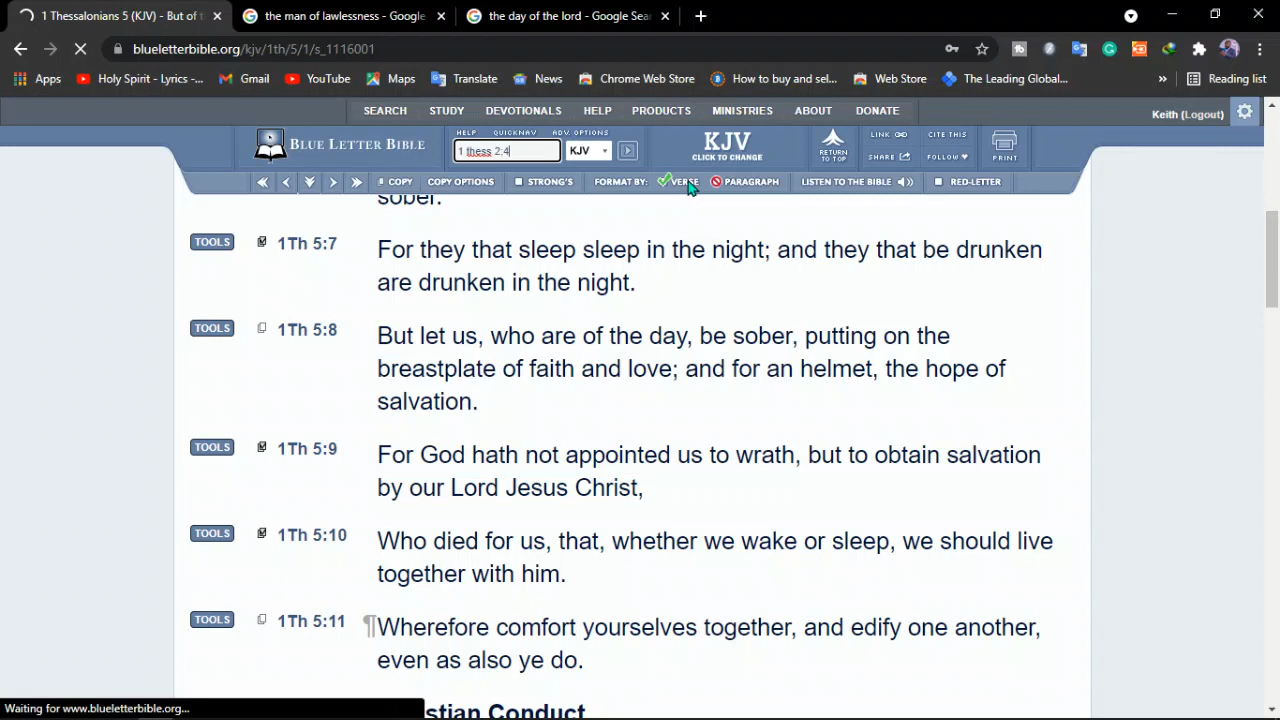 1 Thessalonians 5 (KJV) - But of t
the man of lawlessness - Google
the day of the lord - Google Sea
blueletterbible.org/kjv/1th/5/1/s_1116001
Apps
Holy Spirit - Lyrics -...
Gmail
YouTube
Maps
Translate
News
Chrome Web Store
How to buy and sel...
Web Store
The Leading Global...
»
Reading list
SEARCH STUDY DEVOTIONALS HELP PRODUCTS MINISTRIES ABOUT DONATE
Keith (Logout)
HELP QUICKNAV ADV. OPTIONS
BLUE LETTER BIBLE
1 thess 2;4
KJV
KJV
CLICK TO CHANGE
RETURN
TO TOP
LINK
CITE THIS
SHARE
FOLLOW
PRINT
COPY COPY OPTIONS STRONG'S FORMAT BY: VERSE PARAGRAPH LISTEN TO THE BIBLE RED-LETTER
sober.
TOOLS 1Th 5:7 For they that sleep sleep in the night; and they that be drunken
are drunken in the night.
TOOLS 1Th 5:8 But let us, who are of the day, be sober, putting on the
breastplate of faith and love; and for an helmet, the hope of
salvation.
TOOLS 1Th 5:9 For God hath not appointed us to wrath, but to obtain salvation
by our Lord Jesus Christ,
TOOLS 1Th 5:10 Who died for us, that, whether we wake or sleep, we should live
together with him.
TOOLS 1Th 5:11 ¶Wherefore comfort yourselves together, and edify one another,
even as also ye do.
stian Conduct
Waiting for www.blueletterbible.org...